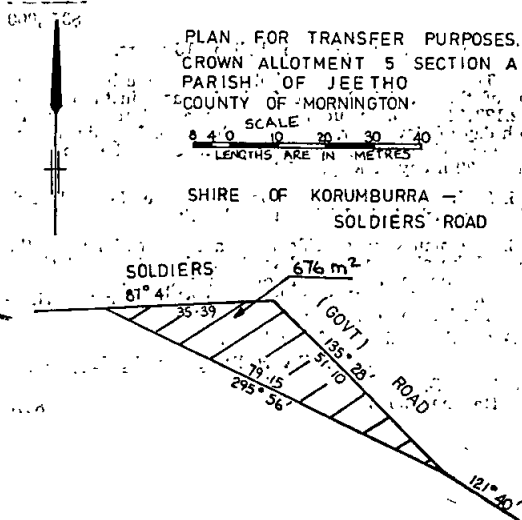 PLAN FOR TRANSFER PURPOSES.
CROWN ALLOTMENT 5 SECTION A
PARISH OF JEETHO
COUNTY OF MORNINGTON
SCALE
8 4 0 10 20 30 40
LENGTHS ARE IN METRES
SHIRE OF KORUMBURRA -
SOLDIERS ROAD
SOLDIERS
676 m²
87° 41'
35·39
(GOVT)
135° 28'
51·10
ROAD
79·15
295° 56'
121° 40'